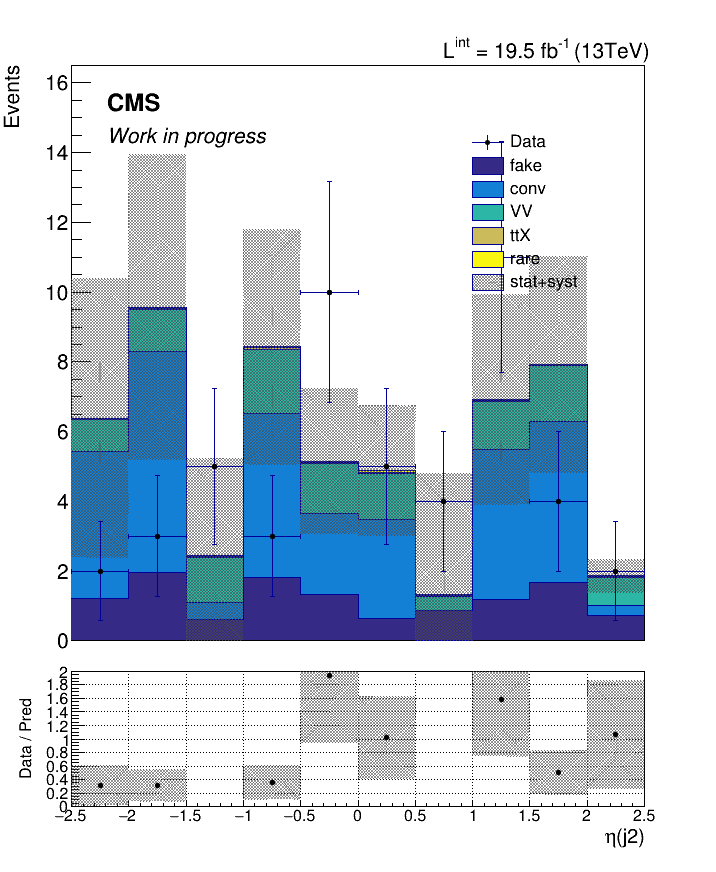 L^int = 19.5 fb^-1 (13TeV)
Events
16
14
12
10
8
6
4
2
0
CMS
Work in progress
Data
fake
conv
VV
ttX
rare
stat+syst
Data / Pred
2
1.8
1.6
1.4
1.2
1
0.8
0.6
0.4
0.2
0
−2.5 −2 −1.5 −1 −0.5 0 0.5 1 1.5 2 2.5
η(j2)